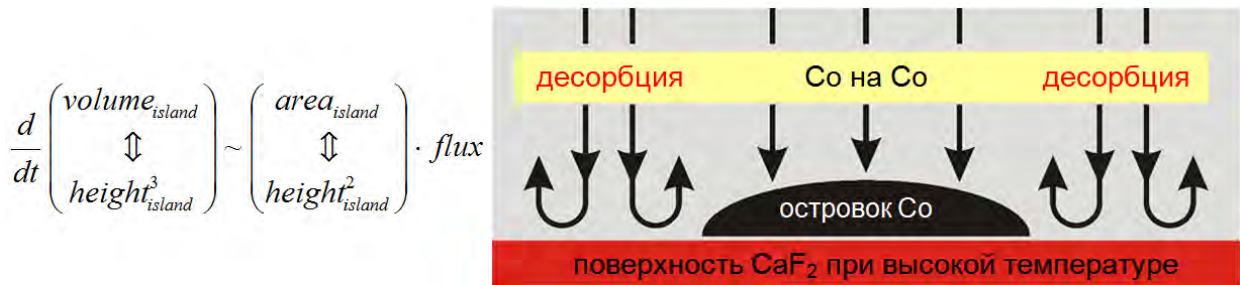 d/dt (volume_island ⇕ height³_island) ~ (area_island ⇕ height²_island) · flux
десорбция Co на Co десорбция
островок Co
поверхность CaF₂ при высокой температуре